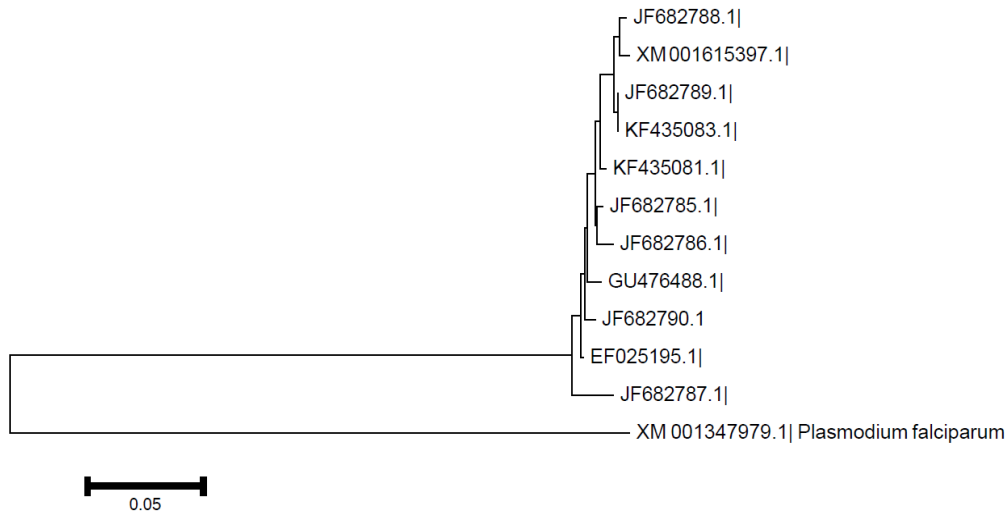 JF682788.1|
XM 001615397.1|
JF682789.1|
KF435083.1|
KF435081.1|
JF682785.1|
JF682786.1|
GU476488.1|
JF682790.1
EF025195.1|
JF682787.1|
XM 001347979.1| Plasmodium falciparum
0.05